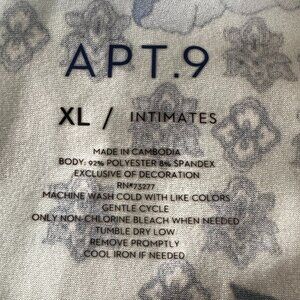 APT.9
XL / INTIMATES
MADE IN CAMBODIA
BODY: 92% POLYESTER 8% SPANDEX
EXCLUSIVE OF DECORATION
RN#73277
MACHINE WASH COLD WITH LIKE COLORS
GENTLE CYCLE
ONLY NON-CHLORINE BLEACH WHEN NEEDED
TUMBLE DRY LOW
REMOVE PROMPTLY
COOL IRON IF NEEDED